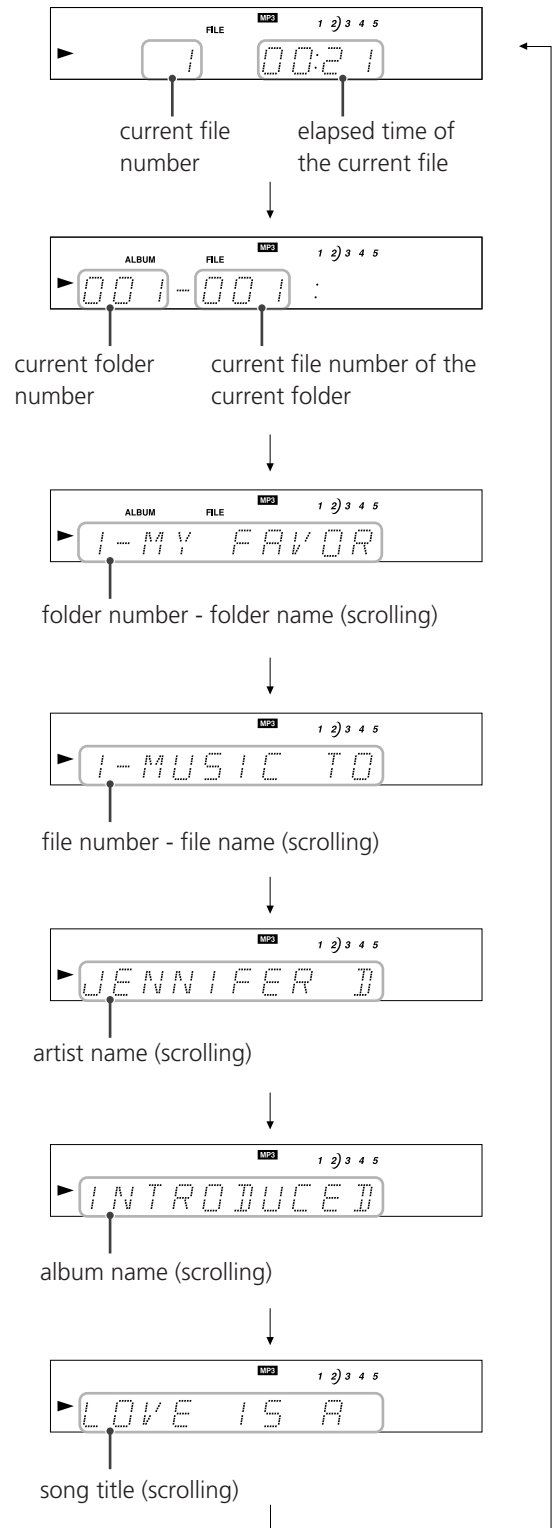 MP3 1 2) 3 4 5
FILE
1 00:21
current file number
elapsed time of the current file
MP3 1 2) 3 4 5
ALBUM FILE
001-001 :
current folder number
current file number of the current folder
MP3 1 2) 3 4 5
ALBUM FILE
1-MY FAVOR
folder number - folder name (scrolling)
MP3 1 2) 3 4 5
1-MUSIC TO
file number - file name (scrolling)
MP3 1 2) 3 4 5
JENNIFER D
artist name (scrolling)
MP3 1 2) 3 4 5
INTRODUCED
album name (scrolling)
MP3 1 2) 3 4 5
LOVE IS A
song title (scrolling)